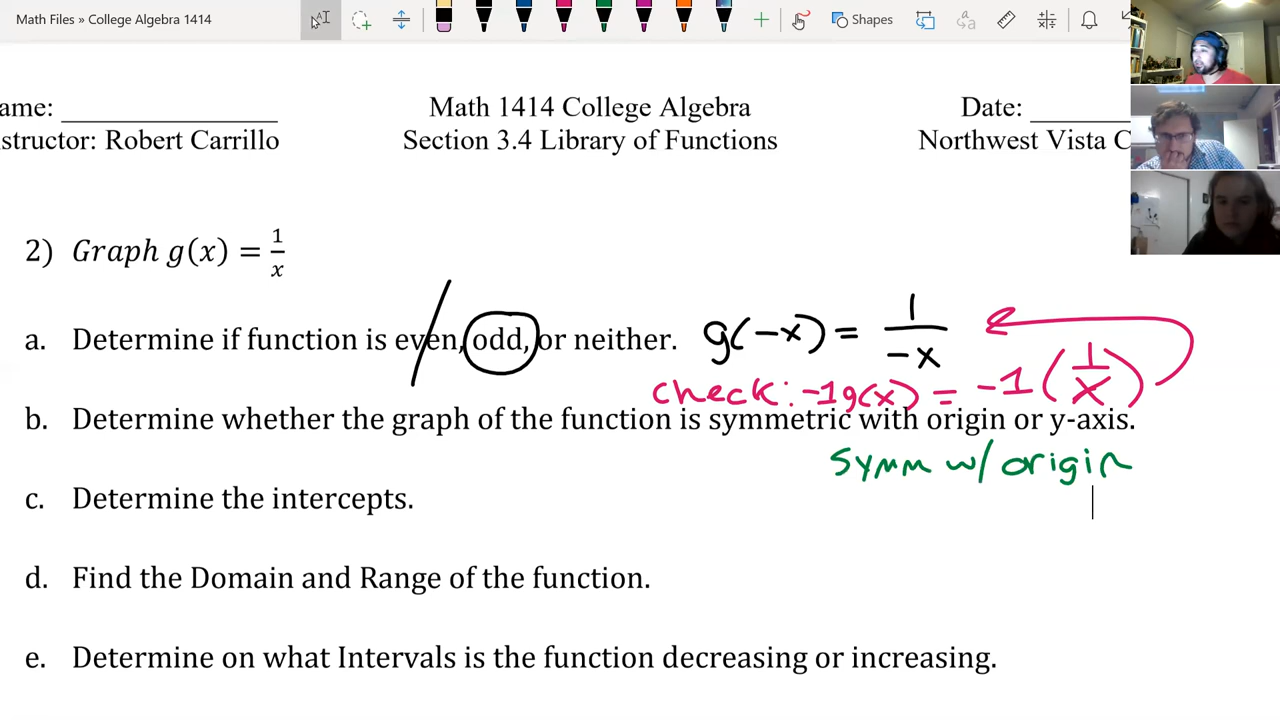 Math Files » College Algebra 1414
Shapes
ame: ________________
Math 1414 College Algebra
Date:
structor: Robert Carrillo
Section 3.4 Library of Functions
Northwest Vista C
2) Graph g(x) = 1/x
a. Determine if function is even, odd, or neither. g(-x) = 1/-x
check: -1g(x) = -1(1/x)
b. Determine whether the graph of the function is symmetric with origin or y-axis.
symm w/ origin
c. Determine the intercepts.
d. Find the Domain and Range of the function.
e. Determine on what Intervals is the function decreasing or increasing.